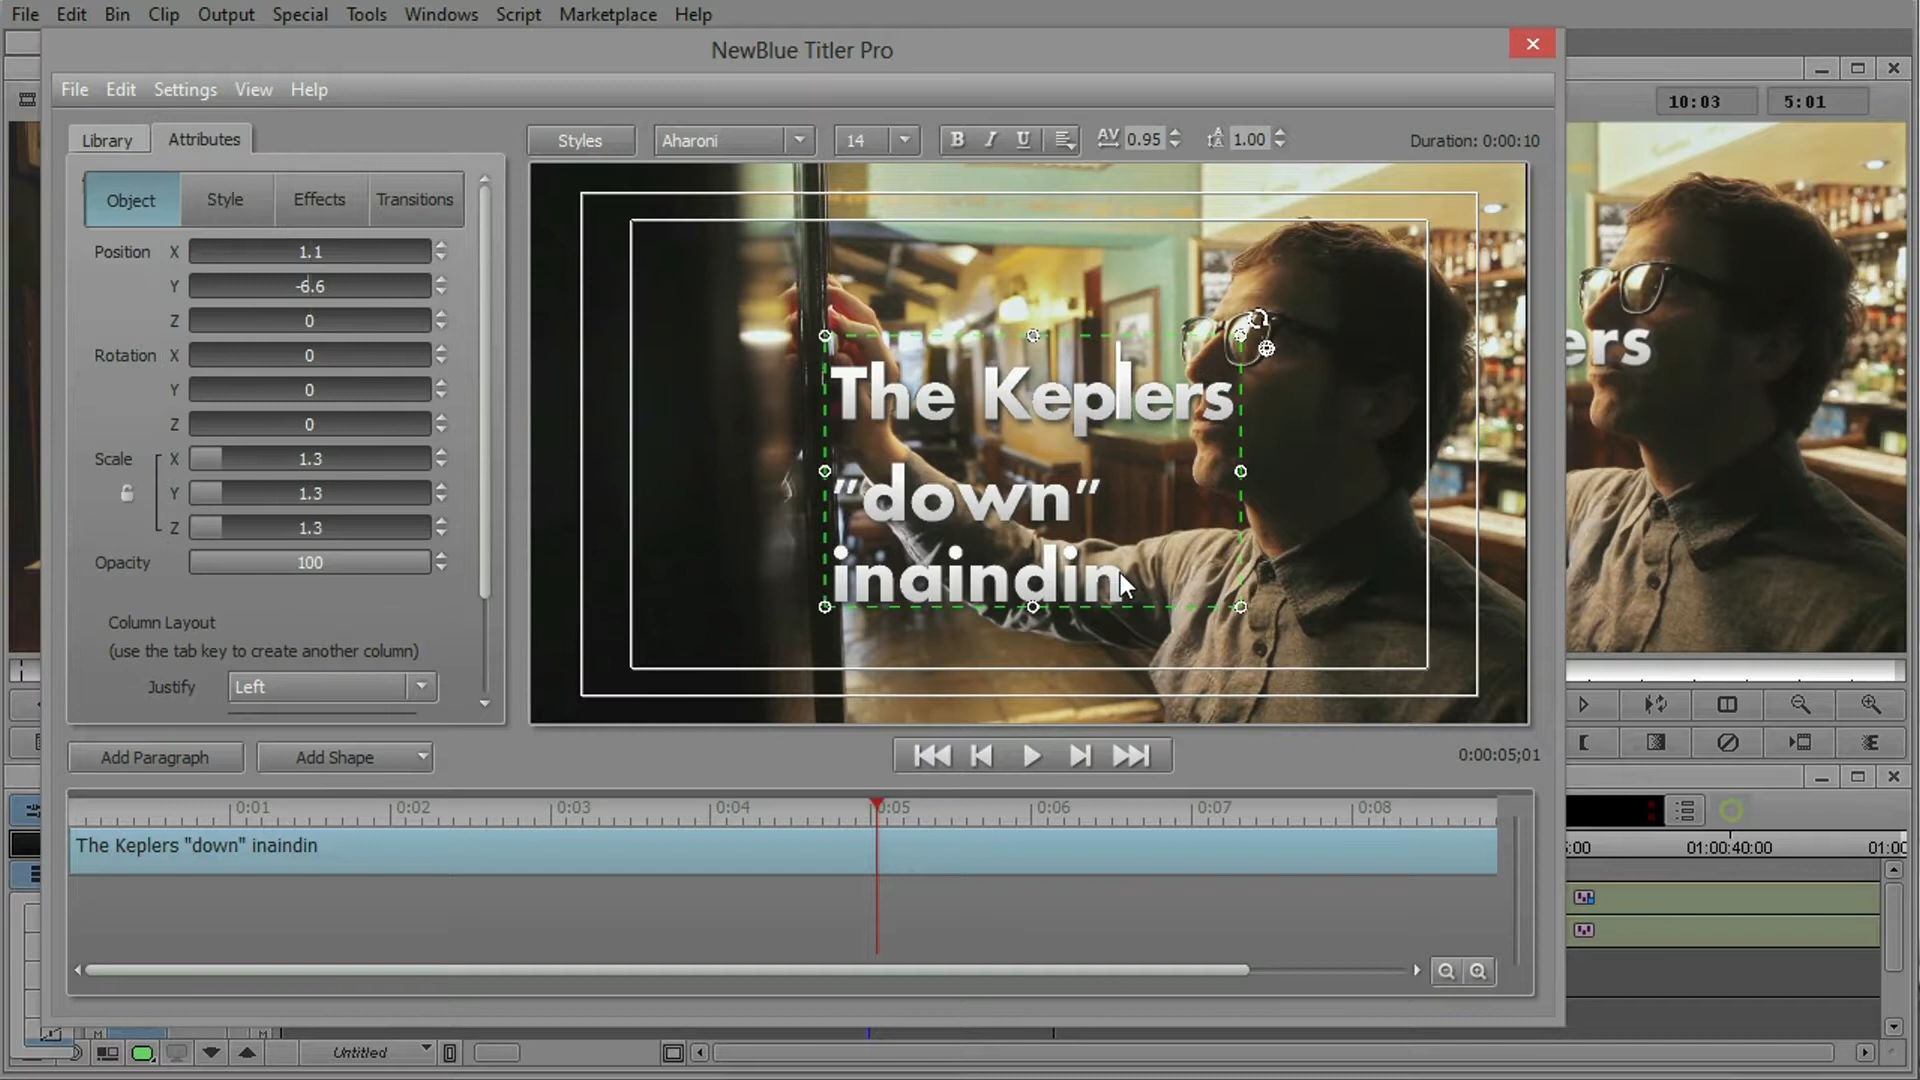 File Edit Bin Clip Output Special Tools Windows Script Marketplace Help
NewBlue Titler Pro
File Edit Settings View Help
10:03 5:01
Library Attributes
Styles Aharoni 14 B I U AV 0.95 1.00 Duration: 0:00:10
Object Style Effects Transitions
Position X 1.1
Y -6.6
Z 0
Rotation X 0
Y 0
Z 0
Scale X 1.3
Y 1.3
Z 1.3
Opacity 100
Column Layout
(use the tab key to create another column)
Justify Left
The Keplers
"down"
inaindin
ers
Add Paragraph Add Shape
0:00:05;01
0:01 0:02 0:03 0:04 0:05 0:06 0:07 0:08
The Keplers "down" inaindin
:00 01:00:40:00 01:00
M M
Untitled